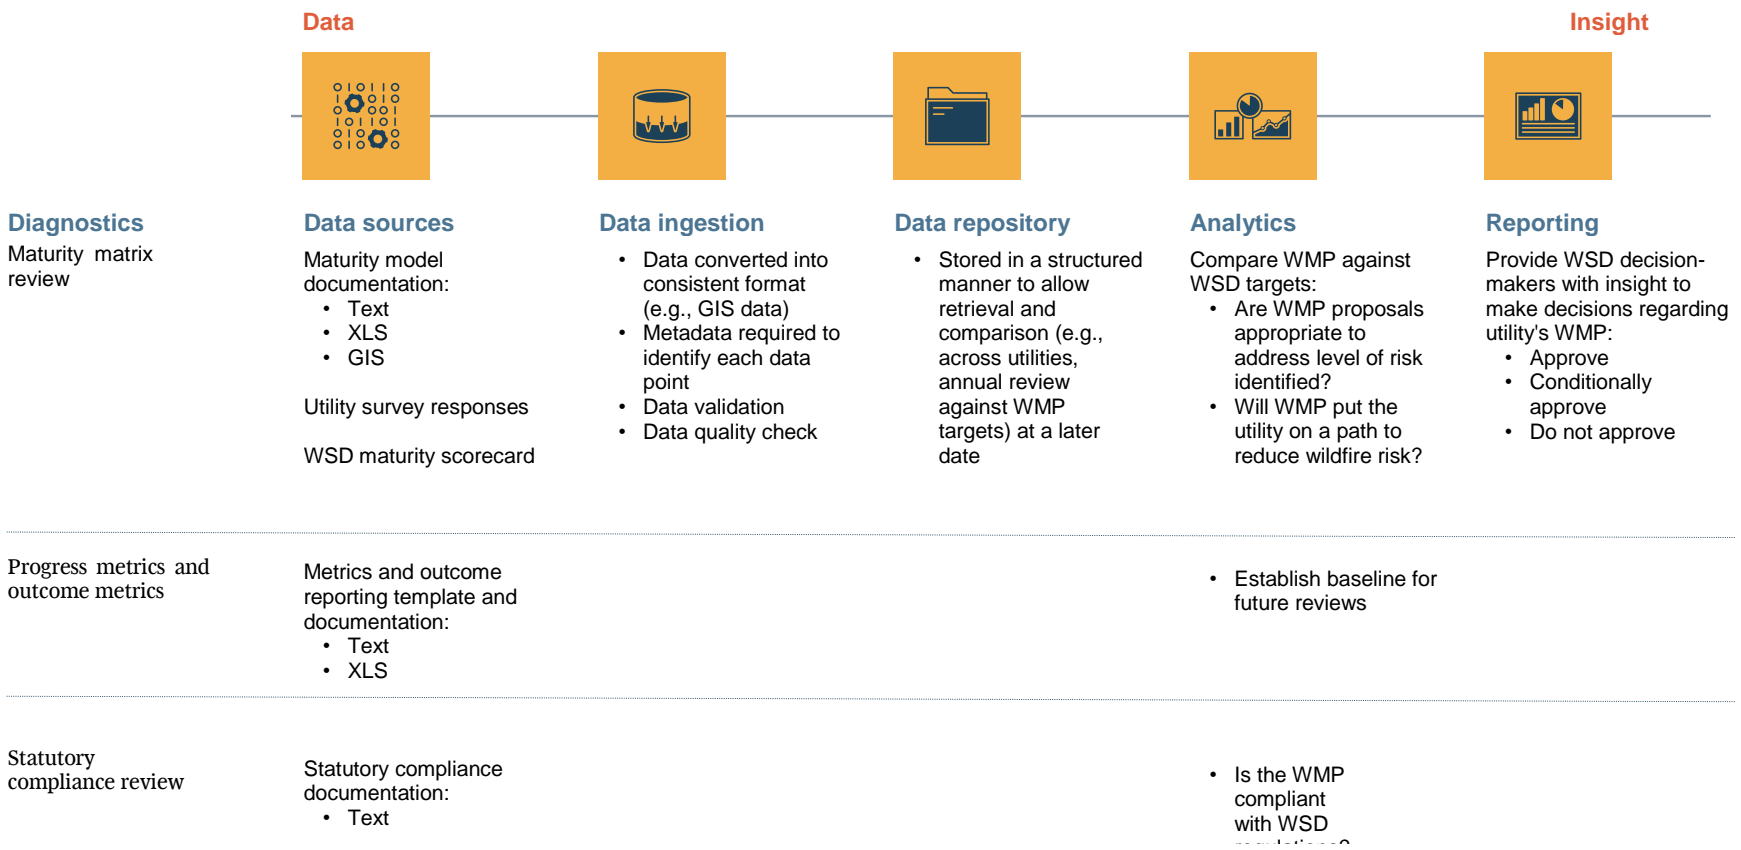 Data
Insight
Diagnostics
Maturity matrix
review
Data sources
Maturity model
documentation:
• Text
• XLS
• GIS
Utility survey responses
WSD maturity scorecard
Data ingestion
• Data converted into
consistent format
(e.g., GIS data)
• Metadata required to
identify each data
point
• Data validation
• Data quality check
Data repository
• Stored in a structured
manner to allow
retrieval and
comparison (e.g.,
across utilities,
annual review
against WMP
targets) at a later
date
Analytics
Compare WMP against
WSD targets:
• Are WMP proposals
appropriate to
address level of risk
identified?
• Will WMP put the
utility on a path to
reduce wildfire risk?
Reporting
Provide WSD decision-
makers with insight to
make decisions regarding
utility's WMP:
• Approve
• Conditionally
approve
• Do not approve
Progress metrics and
outcome metrics
Metrics and outcome
reporting template and
documentation:
• Text
• XLS
• Establish baseline for
future reviews
Statutory
compliance review
Statutory compliance
documentation:
• Text
• Is the WMP
compliant
with WSD
regulations?